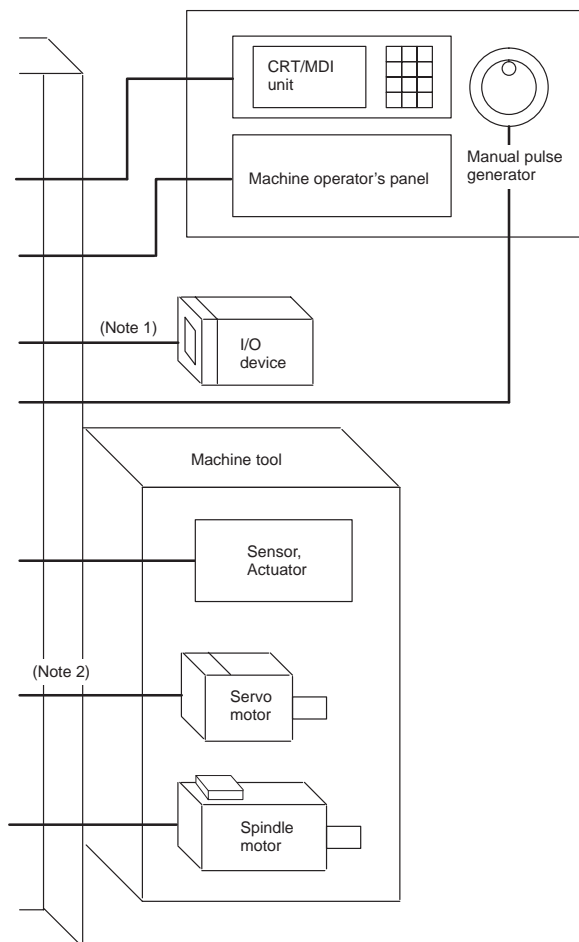 CRT/MDI
unit
Machine operator’s panel
Manual pulse
generator
(Note 1)
I/O
device
Machine tool
Sensor,
Actuator
(Note 2)
Servo
motor
Spindle
motor